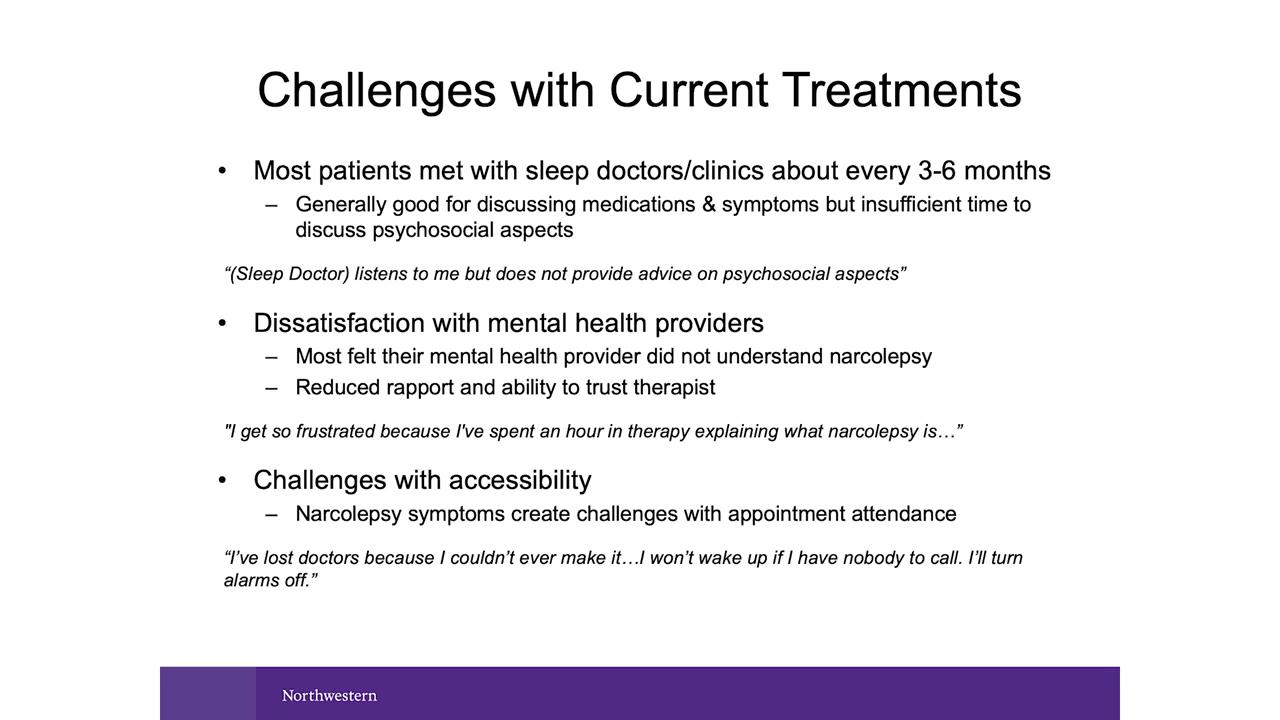 Challenges with Current Treatments
• Most patients met with sleep doctors/clinics about every 3-6 months
– Generally good for discussing medications & symptoms but insufficient time to
discuss psychosocial aspects
“(Sleep Doctor) listens to me but does not provide advice on psychosocial aspects”
• Dissatisfaction with mental health providers
– Most felt their mental health provider did not understand narcolepsy
– Reduced rapport and ability to trust therapist
"I get so frustrated because I've spent an hour in therapy explaining what narcolepsy is…”
• Challenges with accessibility
– Narcolepsy symptoms create challenges with appointment attendance
“I’ve lost doctors because I couldn’t ever make it…I won’t wake up if I have nobody to call. I’ll turn
alarms off.”
Northwestern